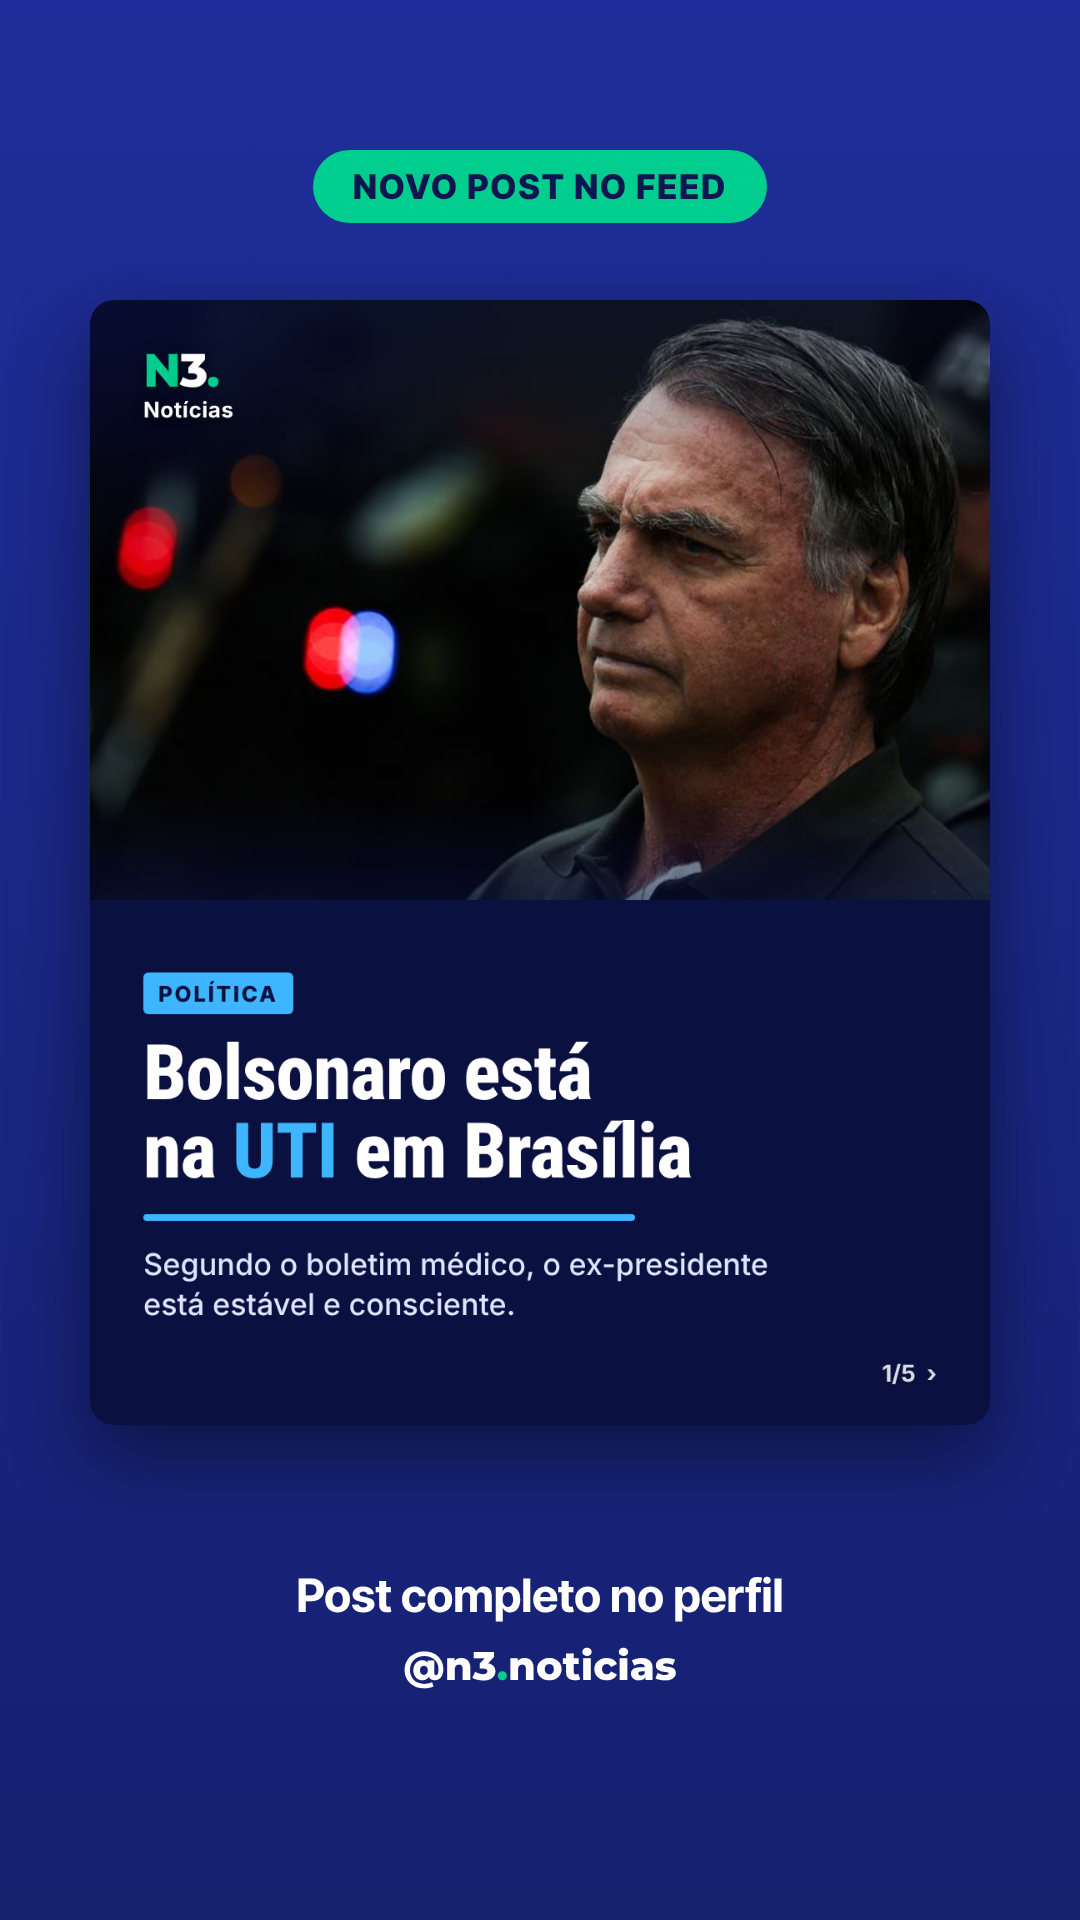 NOVO POST NO FEED
N3.
Notícias
POLÍTICA
Bolsonaro está
na UTI em Brasília
Segundo o boletim médico, o ex-presidente
está estável e consciente.
1/5 ›
Post completo no perfil
@n3.noticias